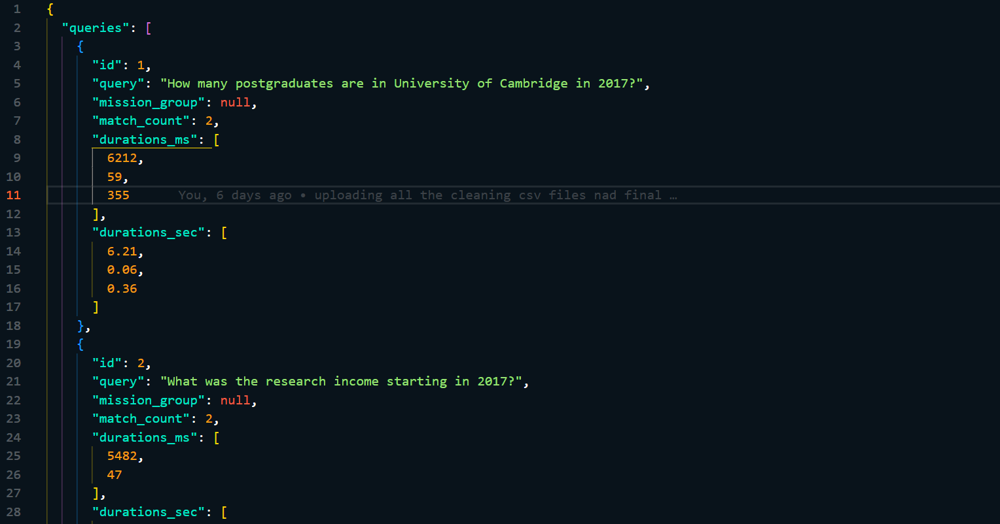 1 {
2 "queries": [
3 {
4 "id": 1,
5 "query": "How many postgraduates are in University of Cambridge in 2017?",
6 "mission_group": null,
7 "match_count": 2,
8 "durations_ms": [
9 6212,
10 59,
11 355 You, 6 days ago • uploading all the cleaning csv files nad final …
12 ],
13 "durations_sec": [
14 6.21,
15 0.06,
16 0.36
17 ]
18 },
19 {
20 "id": 2,
21 "query": "What was the research income starting in 2017?",
22 "mission_group": null,
23 "match_count": 2,
24 "durations_ms": [
25 5482,
26 47
27 ],
28 "durations_sec": [